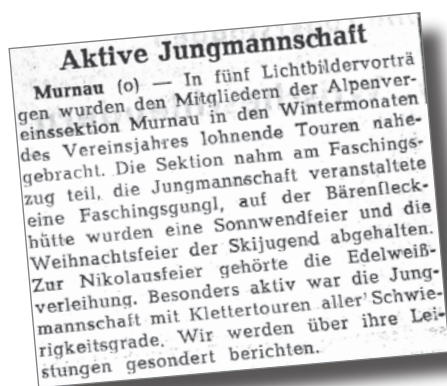 Aktive Jungmannschaft
Murnau (o) — In fünf Lichtbildervorträ
gen wurden den Mitgliedern der Alpenver-
einssektion Murnau in den Wintermonaten
des Vereinsjahres lohnende Touren nahe-
gebracht. Die Sektion nahm am Faschings-
zug teil, die Jungmannschaft veranstaltete
eine Faschingsgungl, auf der Bärenfleck-
hütte wurden eine Sonnwendfeier und die
Weihnachtsfeier der Skijugend abgehalten.
Zur Nikolausfeier gehörte die Edelweiß-
verleihung. Besonders aktiv war die Jung-
mannschaft mit Klettertouren aller Schwie-
rigkeitsgrade. Wir werden über ihre Lei-
stungen gesondert berichten.